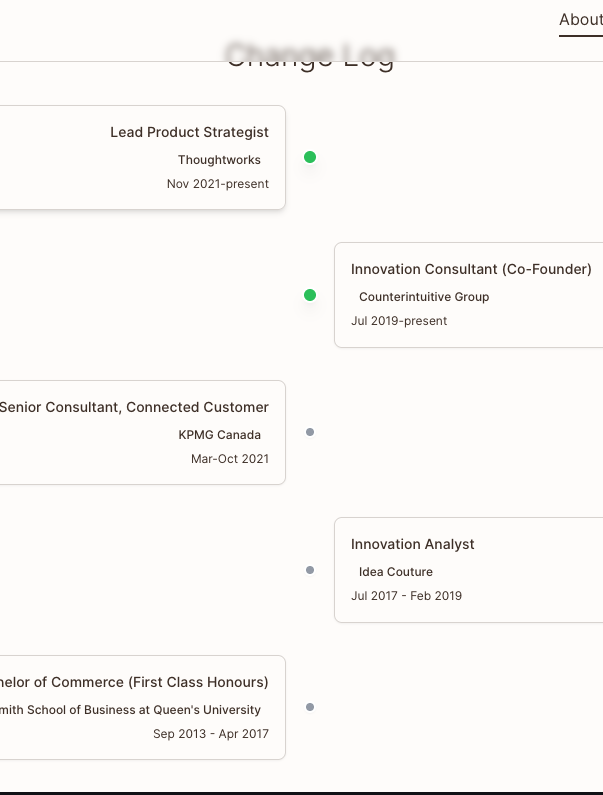 About
Change Log
Lead Product Strategist
Thoughtworks
Nov 2021-present
Innovation Consultant (Co-Founder)
Counterintuitive Group
Jul 2019-present
Senior Consultant, Connected Customer
KPMG Canada
Mar-Oct 2021
Innovation Analyst
Idea Couture
Jul 2017 - Feb 2019
of Commerce (First Class Honours)
School of Business at Queen's University
Sep 2013 - Apr 2017